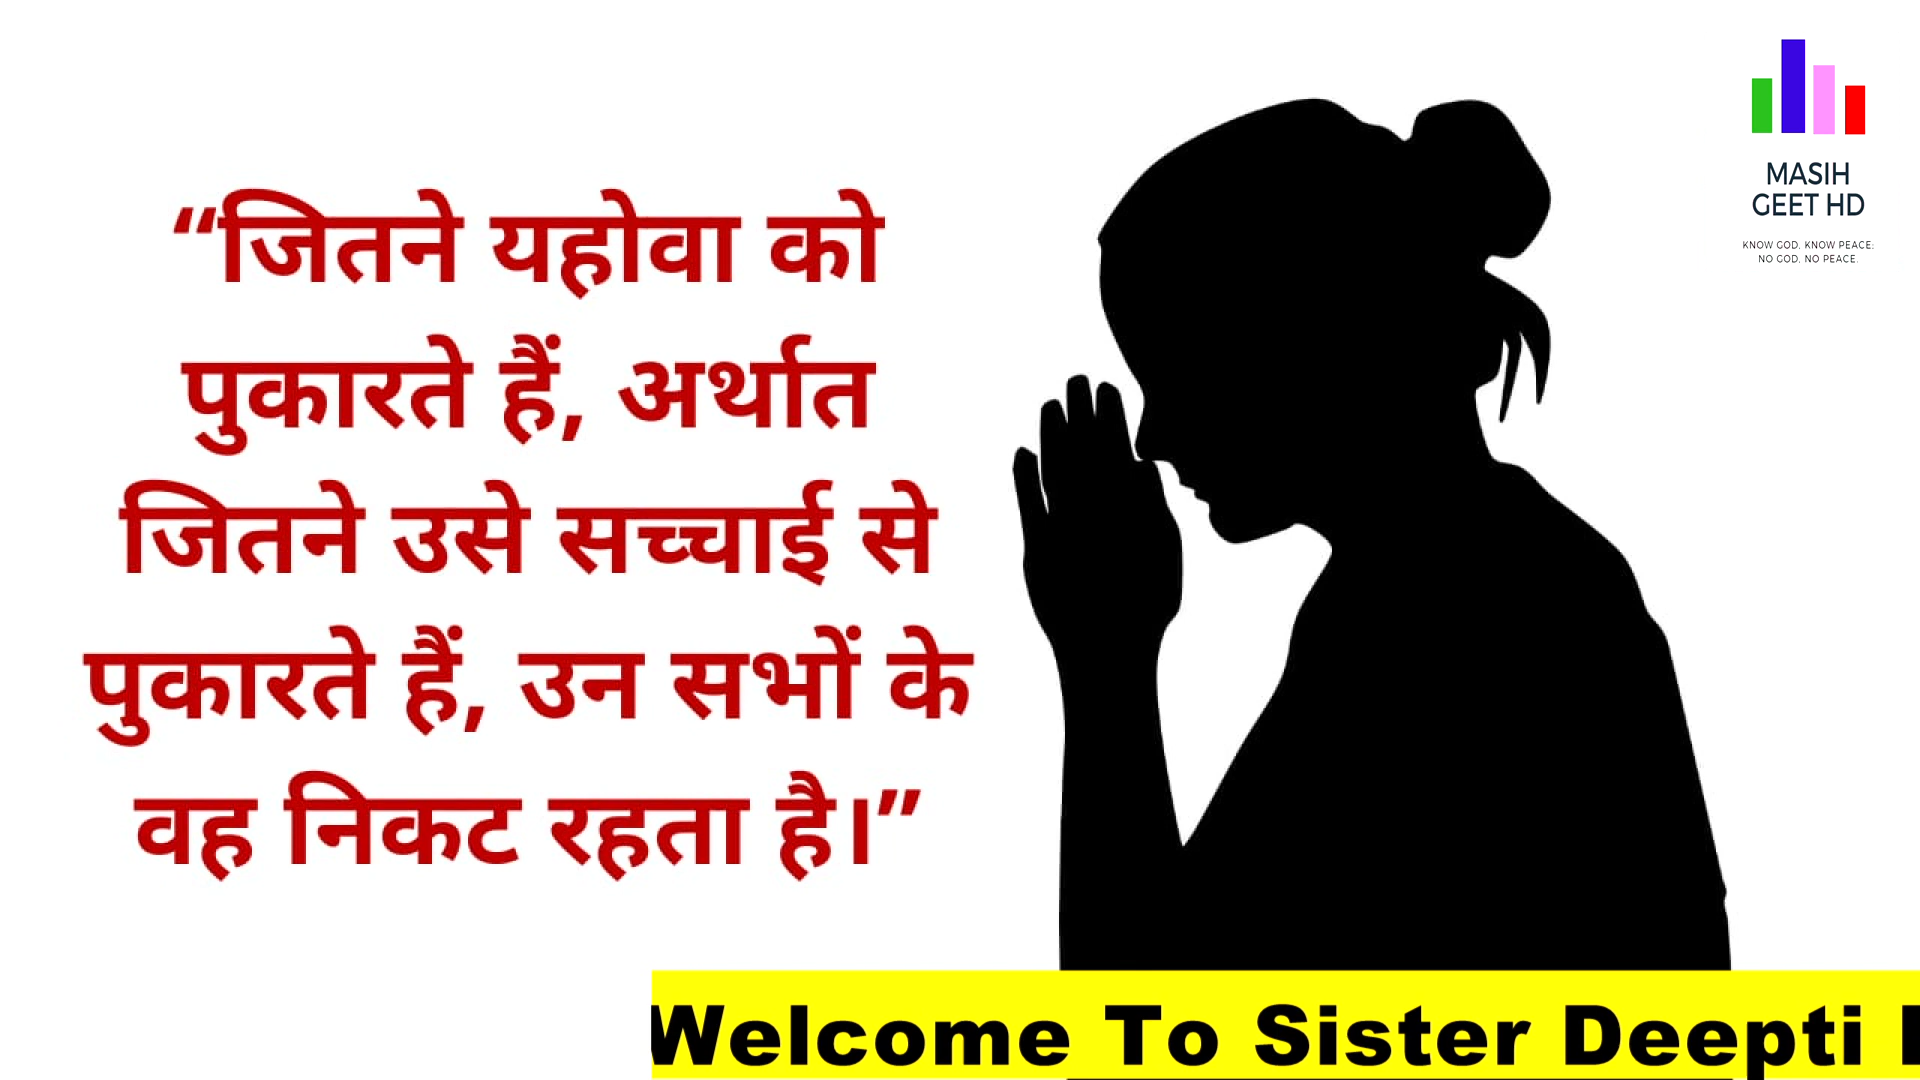 “जितने यहोवा को
पुकारते हैं, अर्थात
जितने उसे सच्चाई से
पुकारते हैं, उन सभों के
वह निकट रहता है।”
MASIH
GEET HD
KNOW GOD, KNOW PEACE;
NO GOD, NO PEACE.
Welcome To Sister Deepti